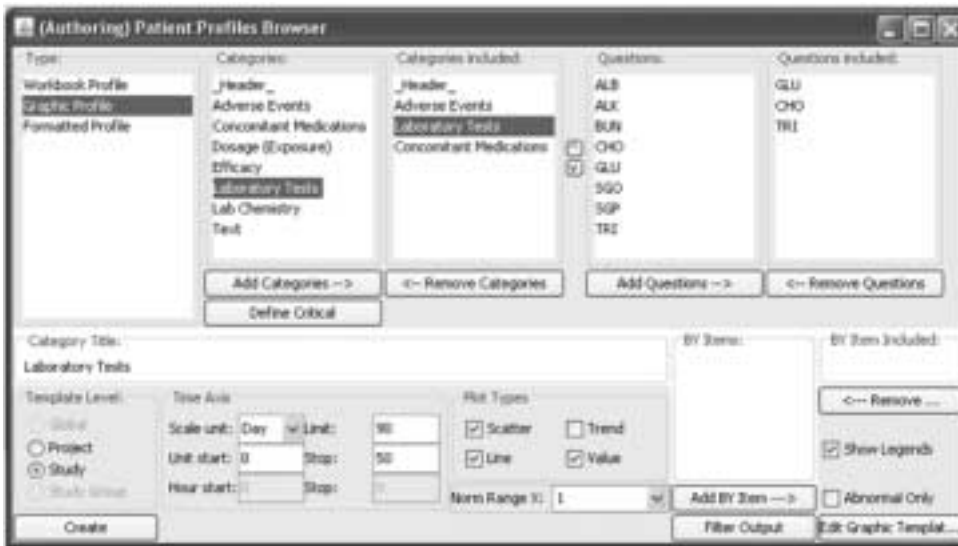 (Authoring) Patient Profiles Browser
Type:
Workbook Profile
Graphic Profile
Formatted Profile
Categories:
_Header_
Adverse Events
Concomitant Medications
Dosage (Exposure)
Efficacy
Laboratory Tests
Lab Chemistry
Text
Add Categories -->
Define Critical
Categories Included:
_Header_
Adverse Events
Laboratory Tests
Concomitant Medications
<-- Remove Categories
Questions:
ALB
ALK
BUN
CHO
GLU
SGO
SGP
TRI
Add Questions -->
Questions Included:
GLU
CHO
TRI
<-- Remove Questions
Category Title:
Laboratory Tests
BY Items:
BY Item Included:
Template Level:
Global
Project
Study
Study Group
Time Axis
Scale unit: Day Limit: 90
Unit start: 0 Stop: 50
Hour start: Stop:
Plot Types
Scatter Trend
Line Value
Norm Range X: 1
<--- Remove ...
Show Legends
Add BY Item --->
Abnormal Only
Create
Filter Output
Edit Graphic Templat...